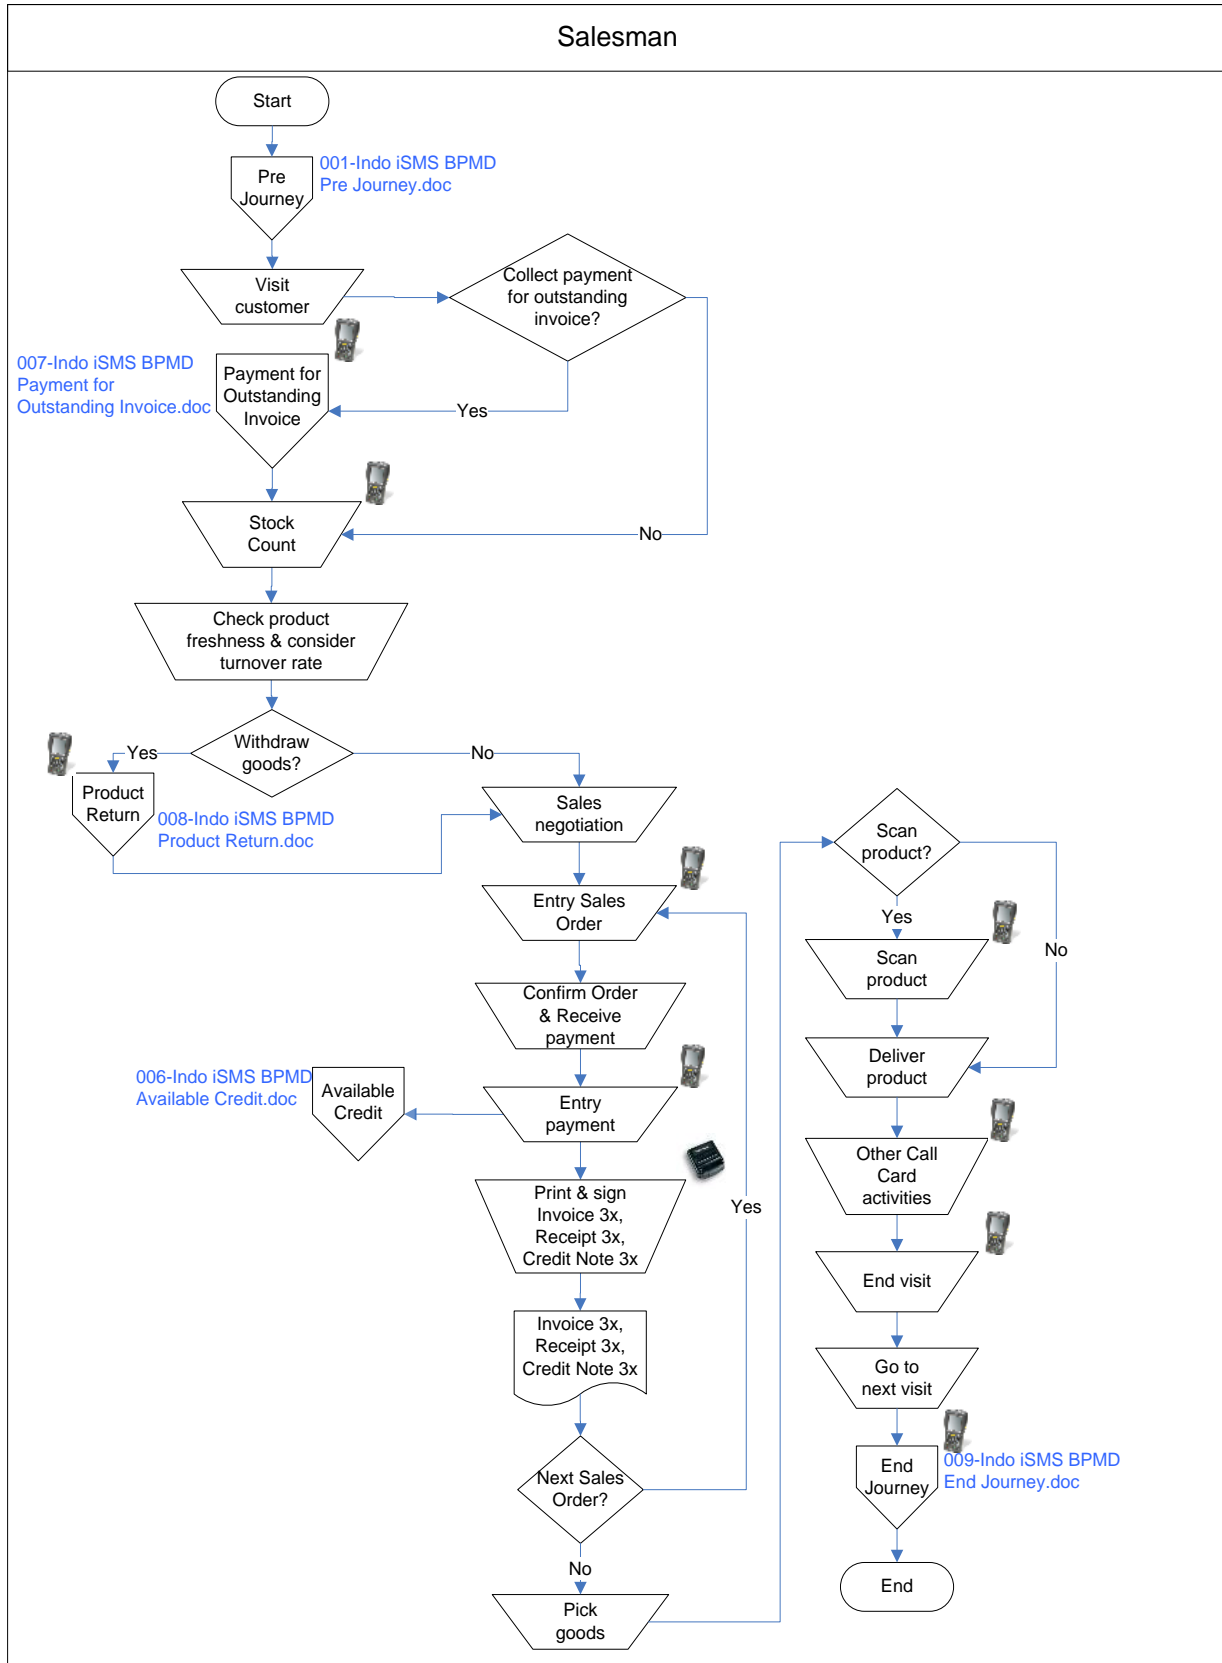 Salesman
Start
Pre
Journey
001-Indo iSMS BPMD
Pre Journey.doc
Visit
customer
Collect payment
for outstanding
invoice?
007-Indo iSMS BPMD
Payment for
Outstanding Invoice.doc
Payment for
Outstanding
Invoice
Yes
Stock
Count
No
Check product
freshness & consider
turnover rate
Withdraw
goods?
Yes
No
Product
Return
008-Indo iSMS BPMD
Product Return.doc
Sales
negotiation
Entry Sales
Order
Confirm Order
& Receive
payment
006-Indo iSMS BPMD
Available Credit.doc
Available
Credit
Entry
payment
Print & sign
Invoice 3x,
Receipt 3x,
Credit Note 3x
Yes
Invoice 3x,
Receipt 3x,
Credit Note 3x
Next Sales
Order?
No
Pick
goods
Scan
product?
Yes
No
Scan
product
Deliver
product
Other Call
Card
activities
End visit
Go to
next visit
End
Journey
009-Indo iSMS BPMD
End Journey.doc
End